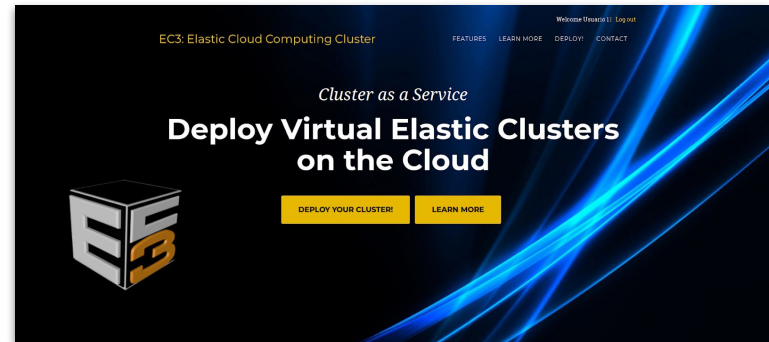 Welcome Usuario 1| Log out
EC3: Elastic Cloud Computing Cluster
FEATURES LEARN MORE DEPLOY! CONTACT
Cluster as a Service
Deploy Virtual Elastic Clusters
on the Cloud
DEPLOY YOUR CLUSTER! LEARN MORE
EC3